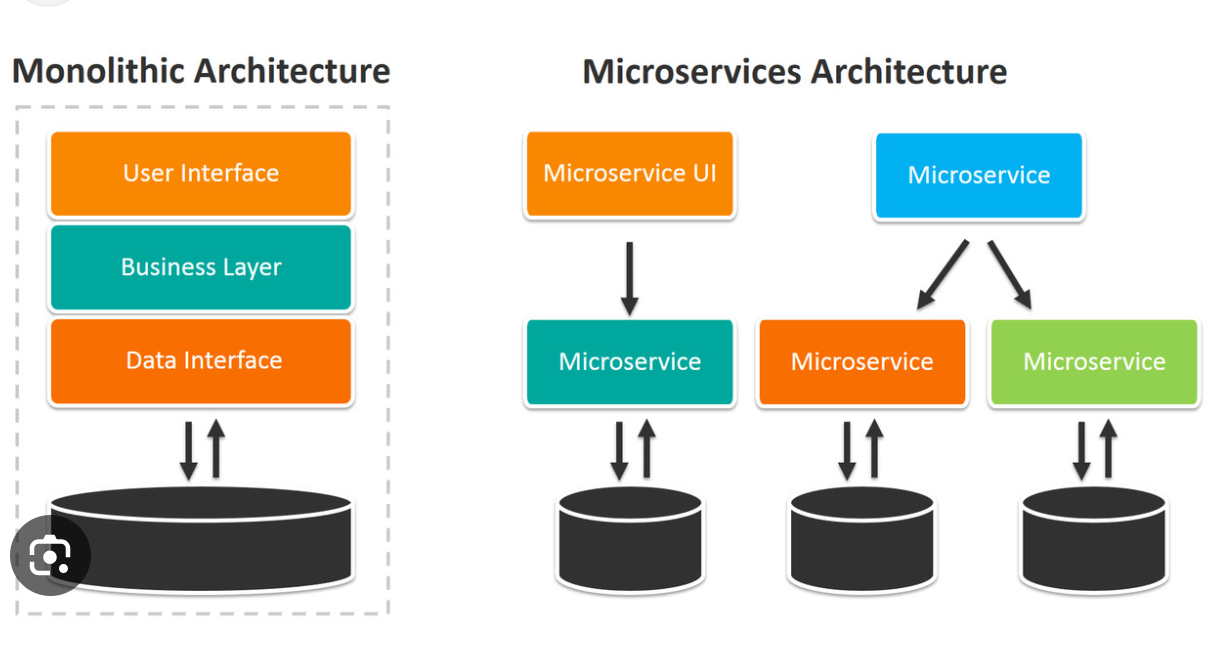 Monolithic Architecture
User Interface
Business Layer
Data Interface
Microservices Architecture
Microservice UI
Microservice
Microservice
Microservice
Microservice